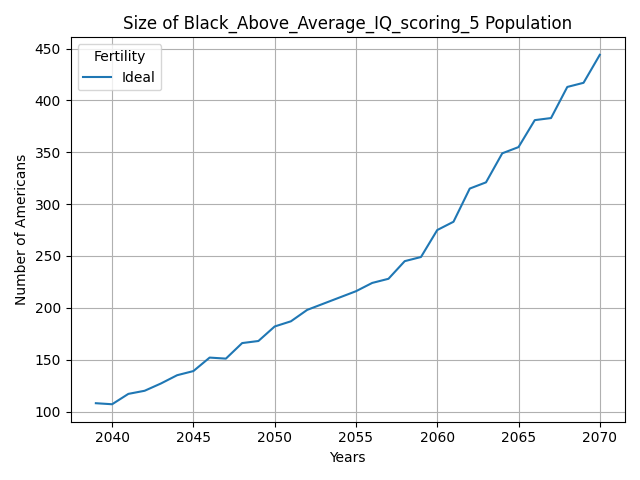 Size of Black_Above_Average_IQ_scoring_5 Population
Fertility
Ideal
Number of Americans
450
400
350
300
250
200
150
100
2040 2045 2050 2055 2060 2065 2070
Years